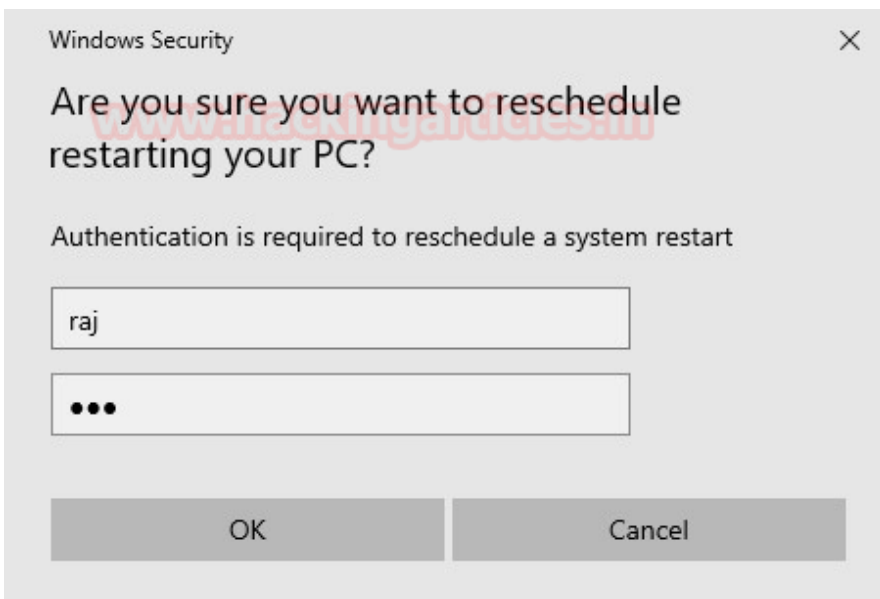 Windows Security
Are you sure you want to reschedule
www.hackingarticles.in
restarting your PC?
Authentication is required to reschedule a system restart
raj
●●●
OK
Cancel